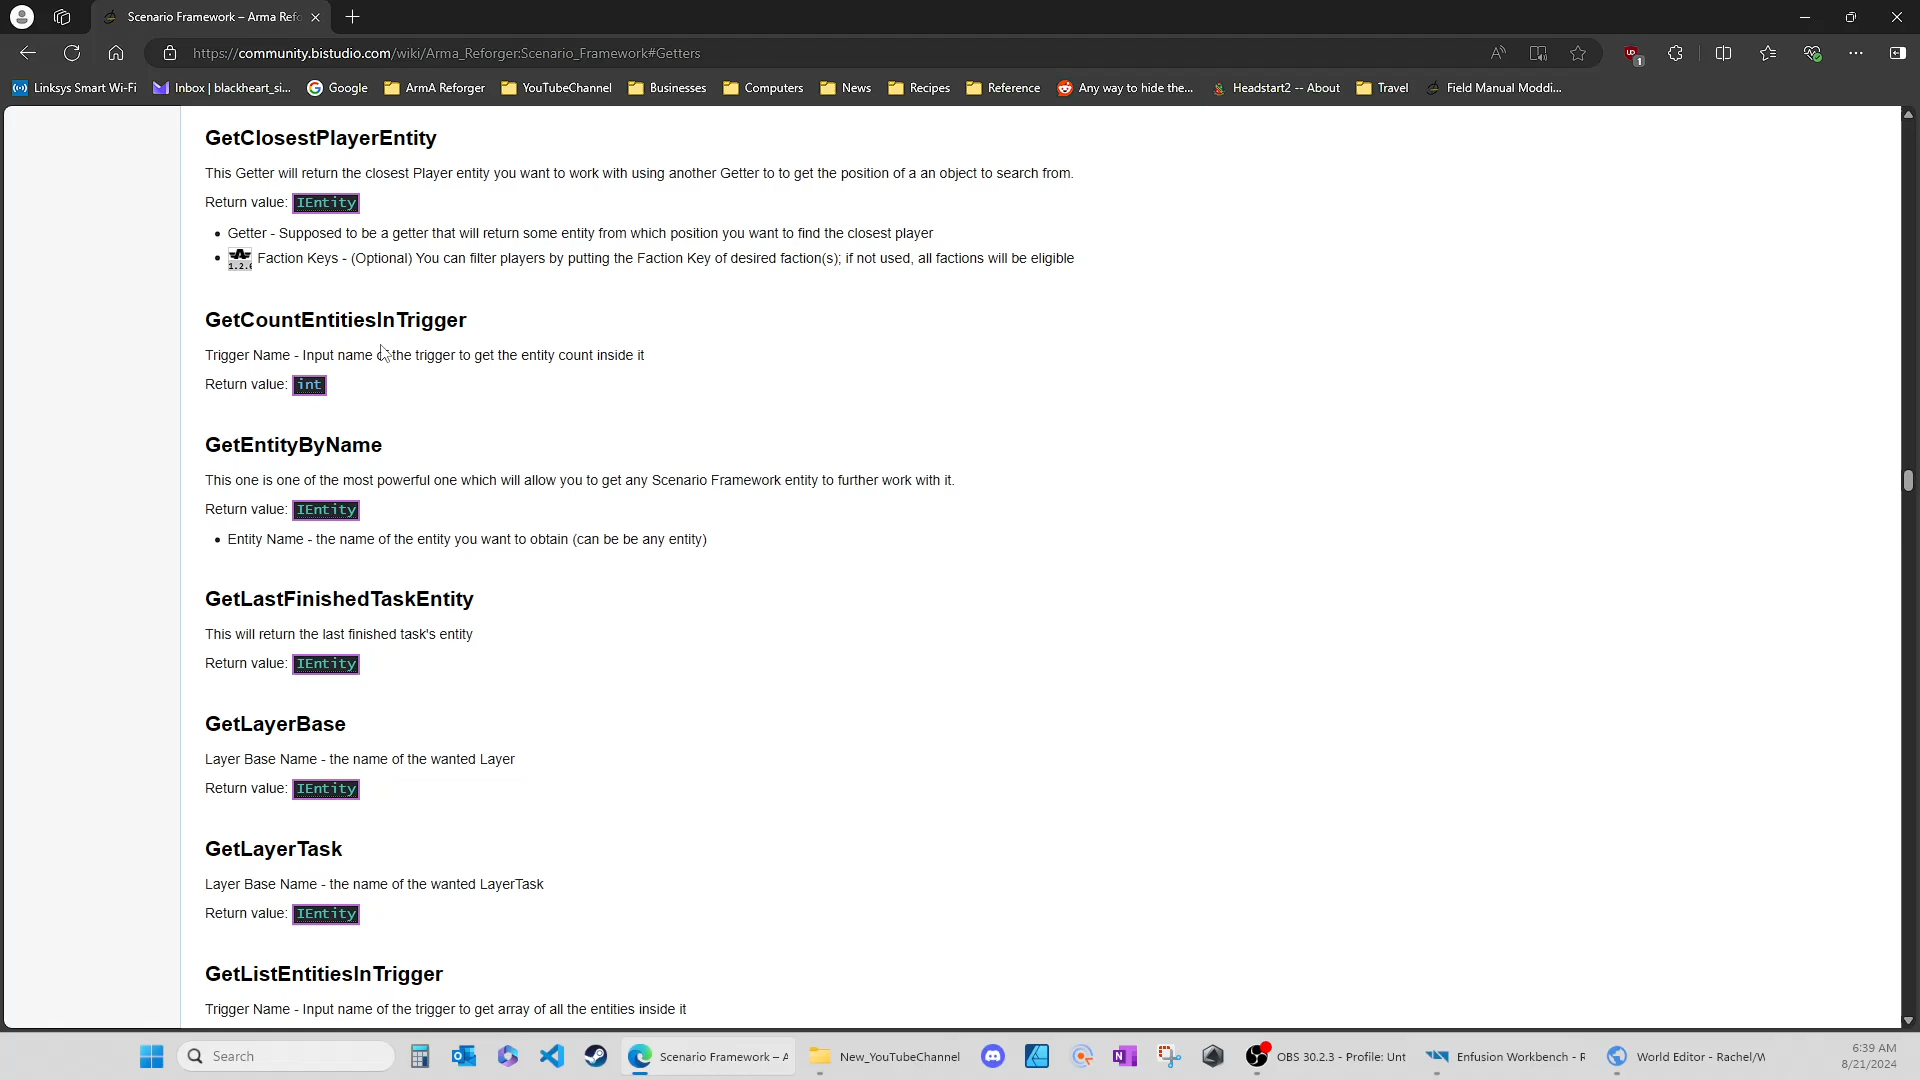 Scenario Framework – Arma Refo
https://community.bistudio.com/wiki/Arma_Reforger:Scenario_Framework#Getters
1
Linksys Smart Wi-Fi
Inbox | blackheart_si...
Google
ArmA Reforger
YouTubeChannel
Businesses
Computers
News
Recipes
Reference
Any way to hide the...
Headstart2 -- About
Travel
Field Manual Moddi...
GetClosestPlayerEntity
This Getter will return the closest Player entity you want to work with using another Getter to to get the position of a an object to search from.
Return value: IEntity
• Getter - Supposed to be a getter that will return some entity from which position you want to find the closest player
• Faction Keys - (Optional) You can filter players by putting the Faction Key of desired faction(s); if not used, all factions will be eligible
GetCountEntitiesInTrigger
Trigger Name - Input name of the trigger to get the entity count inside it
Return value: int
GetEntityByName
This one is one of the most powerful one which will allow you to get any Scenario Framework entity to further work with it.
Return value: IEntity
• Entity Name - the name of the entity you want to obtain (can be be any entity)
GetLastFinishedTaskEntity
This will return the last finished task's entity
Return value: IEntity
GetLayerBase
Layer Base Name - the name of the wanted Layer
Return value: IEntity
GetLayerTask
Layer Base Name - the name of the wanted LayerTask
Return value: IEntity
GetListEntitiesInTrigger
Trigger Name - Input name of the trigger to get array of all the entities inside it
Search
Scenario Framework – A
New_YouTubeChannel
OBS 30.2.3 - Profile: Unt
Enfusion Workbench - R
World Editor - Rachel/W
6:39 AM
8/21/2024